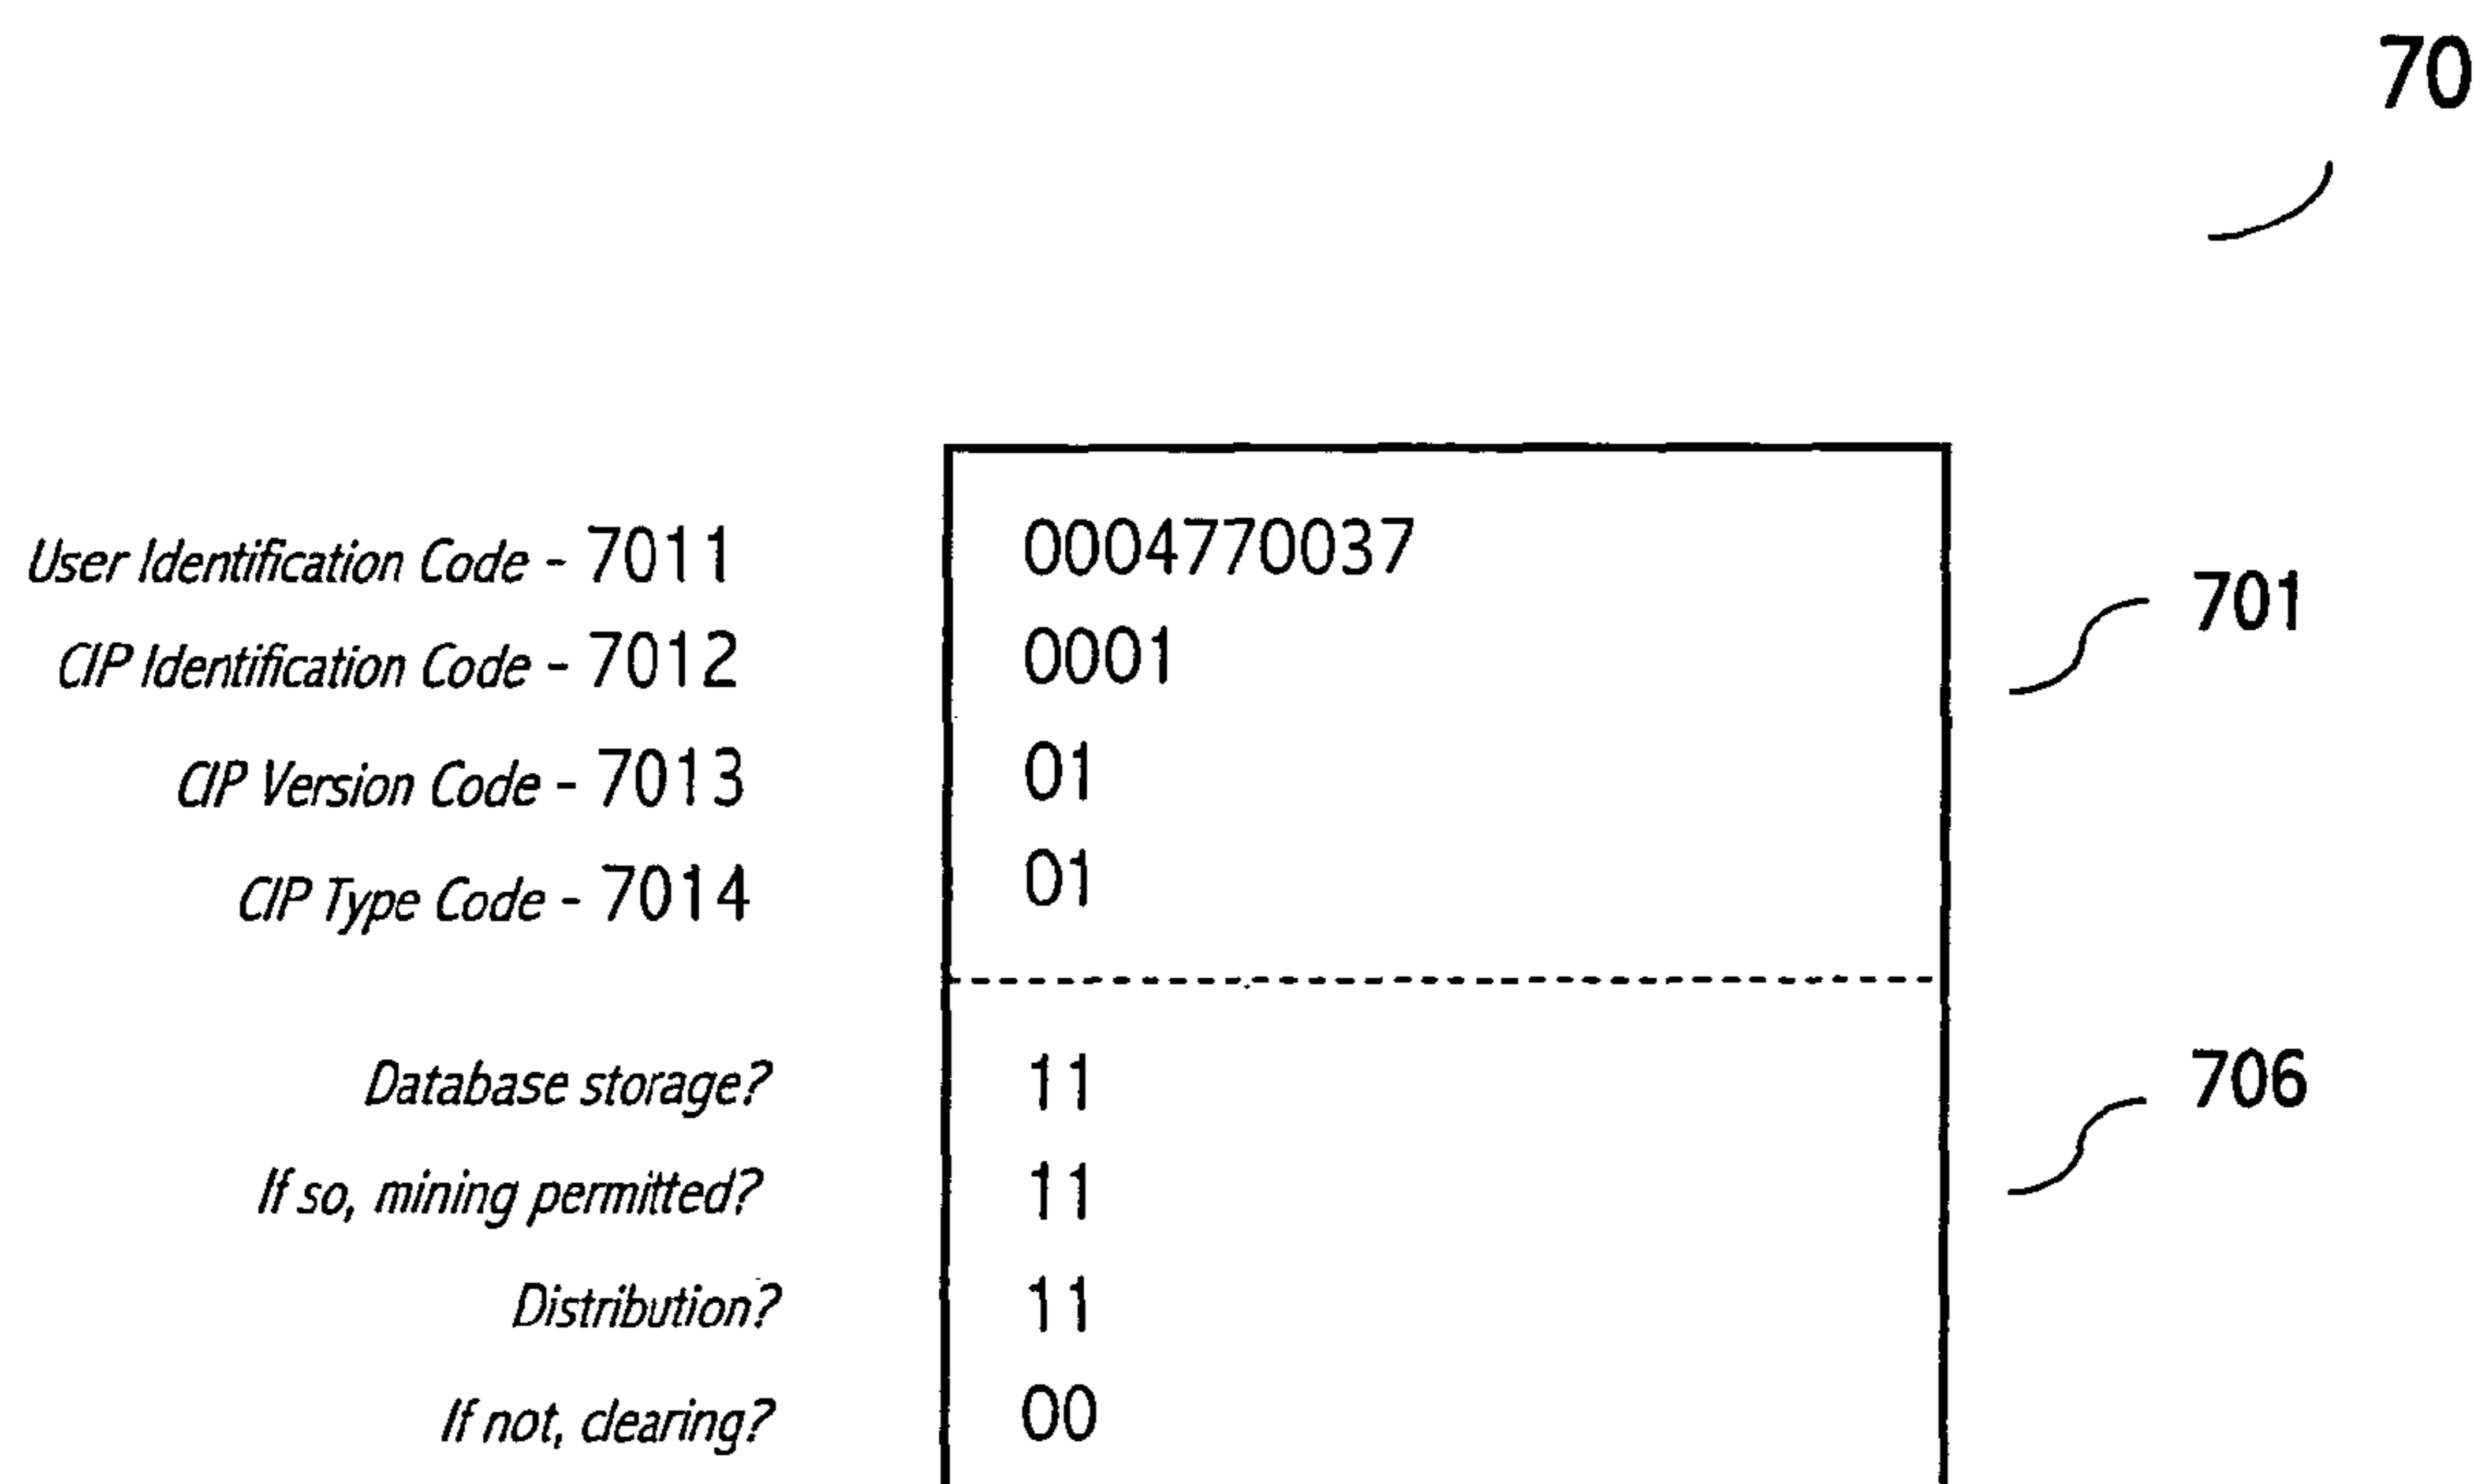 70
User Identification Code - 7011 0004770037
701
CIP Identification Code - 7012 0001
CIP Version Code - 7013 01
CIP Type Code - 7014 01
Database storage? 11
706
If so, mining permitted? 11
Distribution? 11
If not, clearing? 00